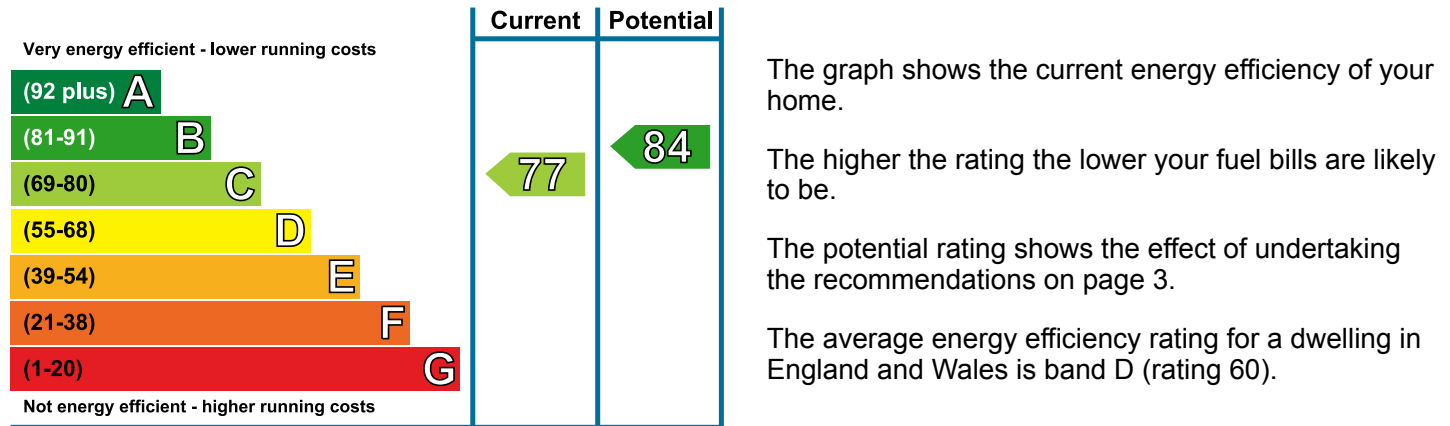 Current Potential
Very energy efficient - lower running costs
(92 plus) A
(81-91) B
(69-80) C
(55-68) D
(39-54) E
(21-38) F
(1-20) G
Not energy efficient - higher running costs
77
84
The graph shows the current energy efficiency of your
home.
The higher the rating the lower your fuel bills are likely
to be.
The potential rating shows the effect of undertaking
the recommendations on page 3.
The average energy efficiency rating for a dwelling in
England and Wales is band D (rating 60).